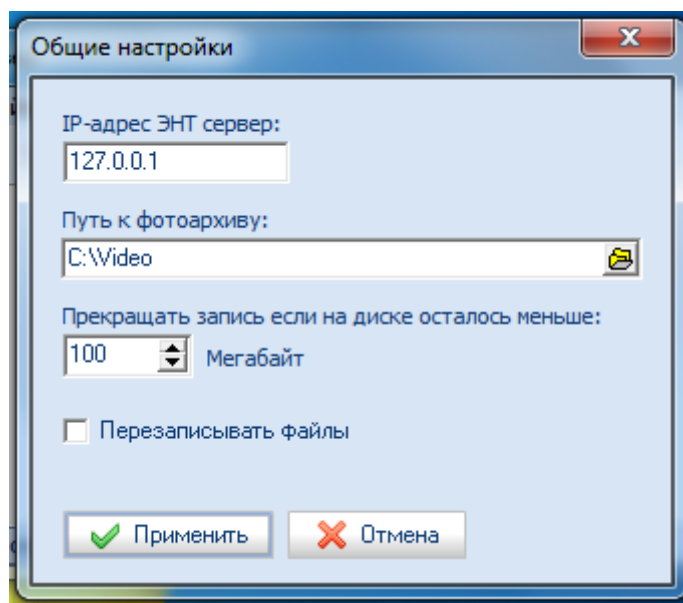 Общие настройки
IP-адрес ЭНТ сервер:
127.0.0.1
Путь к фотоархиву:
C:\Video
Прекращать запись если на диске осталось меньше:
100 Мегабайт
Перезаписывать файлы
Применить Отмена